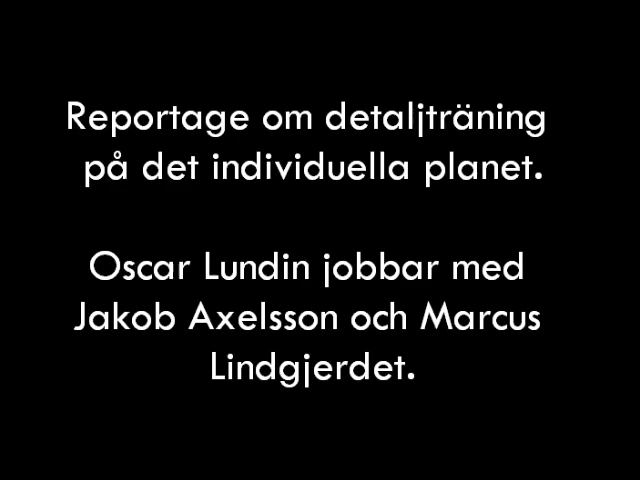 Reportage om detaljträning
på det individuella planet.
Oscar Lundin jobbar med
Jakob Axelsson och Marcus
Lindgjerdet.